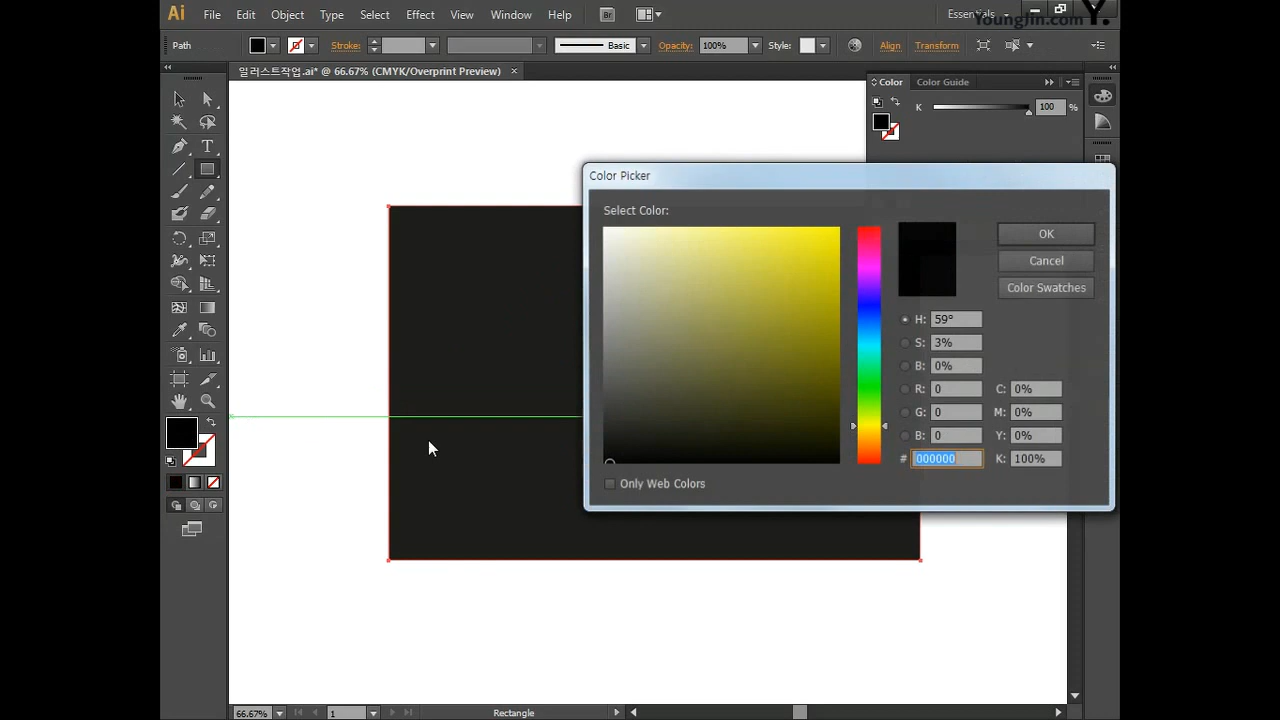 Ai File Edit Object Type Select Effect View Window Help Br Essentials
YoungJin.com Y.
Path Stroke: Basic Opacity: 100% Style: Align Transform
일러스트작업.ai* @ 66.67% (CMYK/Overprint Preview) ×
Color Color Guide
K 100 %
T
Color Picker
Select Color:
OK
Cancel
Color Swatches
H: 59°
S: 3%
B: 0%
R: 0 C: 0%
G: 0 M: 0%
B: 0 Y: 0%
# 000000 K: 100%
Only Web Colors
66.67% 1 Rectangle